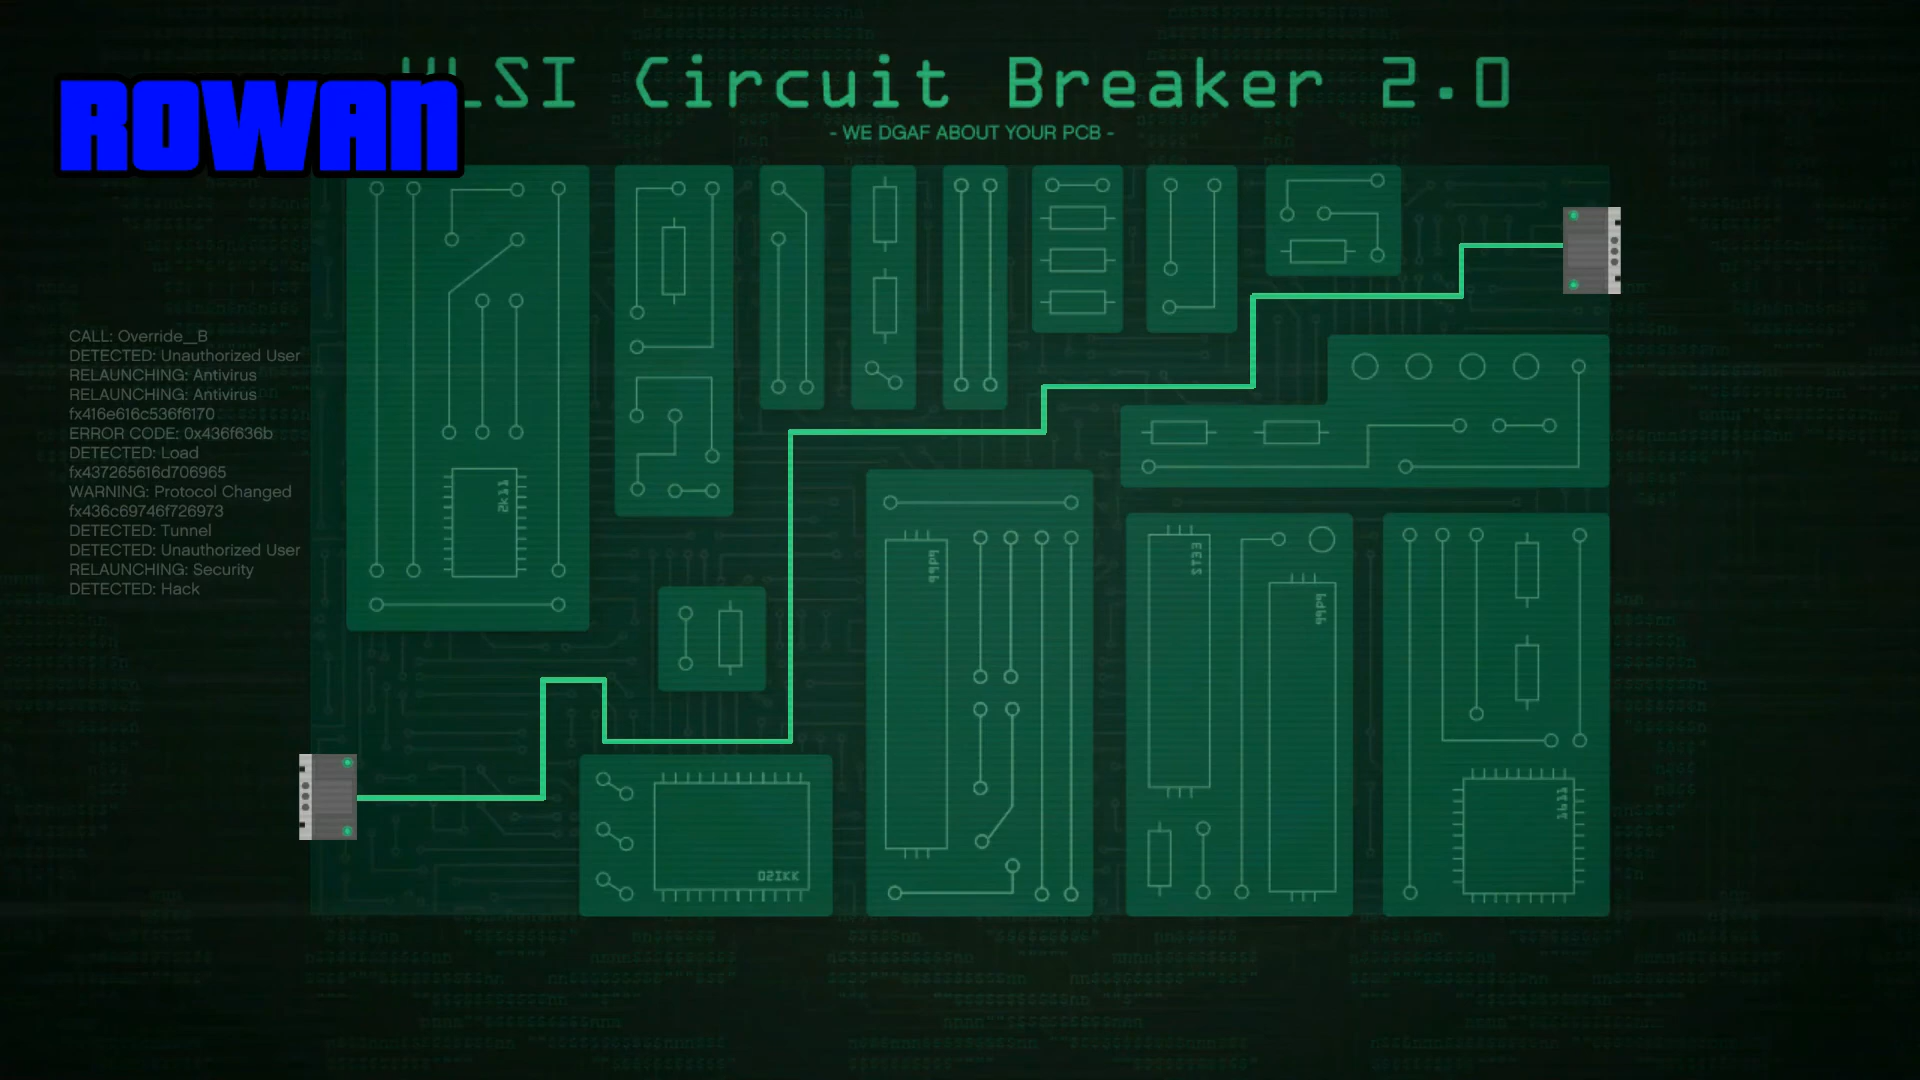 VLSI Circuit Breaker 2.0
ROWAN
- WE DGAF ABOUT YOUR PCB -
CALL: Override__B
DETECTED: Unauthorized User
RELAUNCHING: Antivirus
RELAUNCHING: Antivirus
fx416e616c536f6170
ERROR CODE: 0x436f636b
DETECTED: Load
fx437265616d706965
WARNING: Protocol Changed
fx436c69746f726973
DETECTED: Tunnel
DETECTED: Unauthorized User
RELAUNCHING: Security
DETECTED: Hack